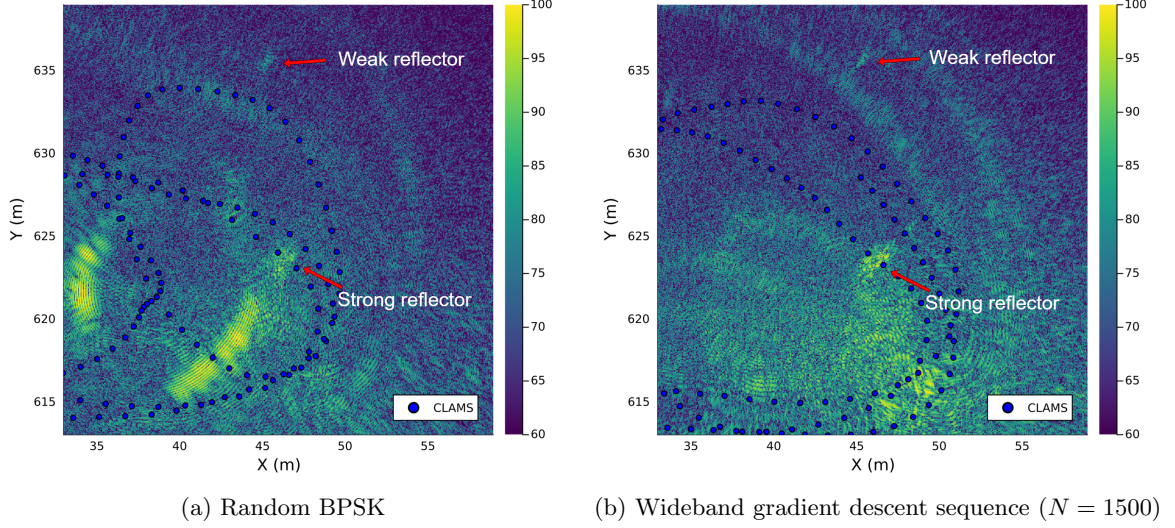 Weak reflector
Strong reflector
CLAMS
635
630
625
620
615
Y (m)
35 40 45 50 55
X (m)
100
95
90
85
80
75
70
65
60
(a) Random BPSK
Weak reflector
Strong reflector
CLAMS
635
630
625
620
615
Y (m)
35 40 45 50 55
X (m)
100
95
90
85
80
75
70
65
60
(b) Wideband gradient descent sequence (N = 1500)